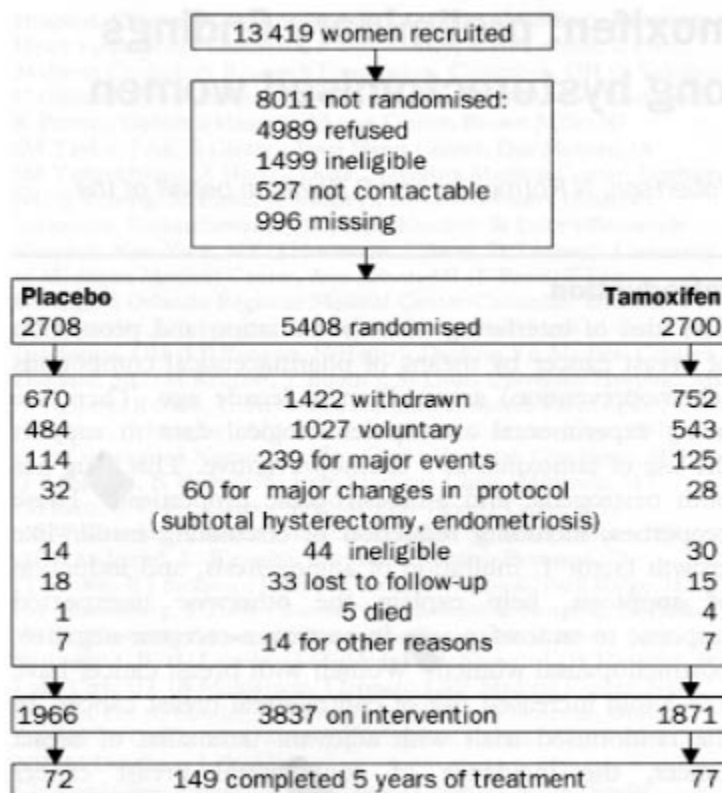 13 419 women recruited
8011 not randomised:
4989 refused
1499 ineligible
527 not contactable
996 missing
Placebo Tamoxifen
2708 5408 randomised 2700
670 1422 withdrawn 752
484 1027 voluntary 543
114 239 for major events 125
32 60 for major changes in protocol 28
(subtotal hysterectomy, endometriosis)
14 44 ineligible 30
18 33 lost to follow-up 15
1 5 died 4
7 14 for other reasons 7
1966 3837 on intervention 1871
72 149 completed 5 years of treatment 77